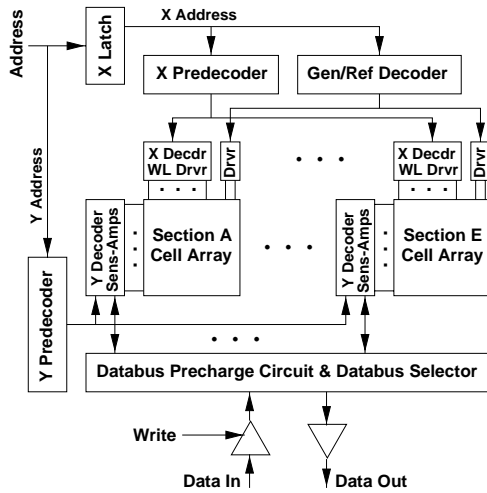 Address
X Latch
X Address
X Predecoder
Gen/Ref Decoder
Y Address
X Decdr
WL Drvr
Drvr
. . .
X Decdr
WL Drvr
Drvr
Y Decoder
Sens-Amps
Section A
Cell Array
. . .
Y Decoder
Sens-Amps
Section E
Cell Array
Y Predecoder
. . .
Databus Precharge Circuit & Databus Selector
Write
Data In
Data Out